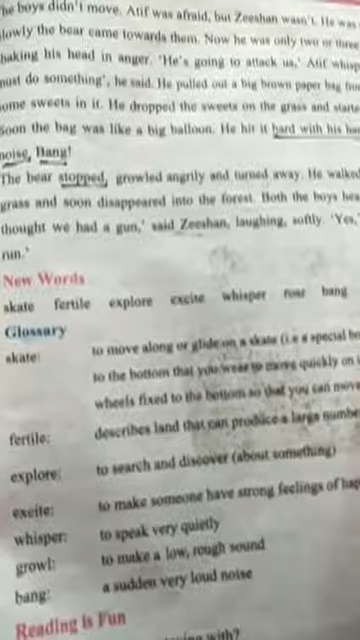 he boys didn't move. Atif was afraid, but Zeeshan wasn't. He was
lowly the bear came towards them. Now he was only two or three
haking his head in anger. 'He's going to attack us,' Atif whisp
must do something', he said. He pulled out a big brown paper bag fro
ome sweets in it. He dropped the sweets on the grass and starte
Soon the bag was like a big balloon. He hit it hard with his han
noise, Bang!
The bear stopped, growled angrily and turned away. He walked
grass and soon disappeared into the forest. Both the boys hea
thought we had a gun,' said Zeeshan, laughing, softly. 'Yes,'
run.'
New Words
skate fertile explore excite whisper roar bang
Glossary
skate: to move along or glide on a skate (i.e a special bo
to the bottom that you wear to move quickly on i
wheels fixed to the bottom so that you can mov
fertile: describes land that can produce a large number
explore: to search and discover (about something)
excite: to make someone have strong feelings of hap
whisper: to speak very quietly
growl: to make a low, rough sound
bang: a sudden very loud noise
Reading is Fun
with?